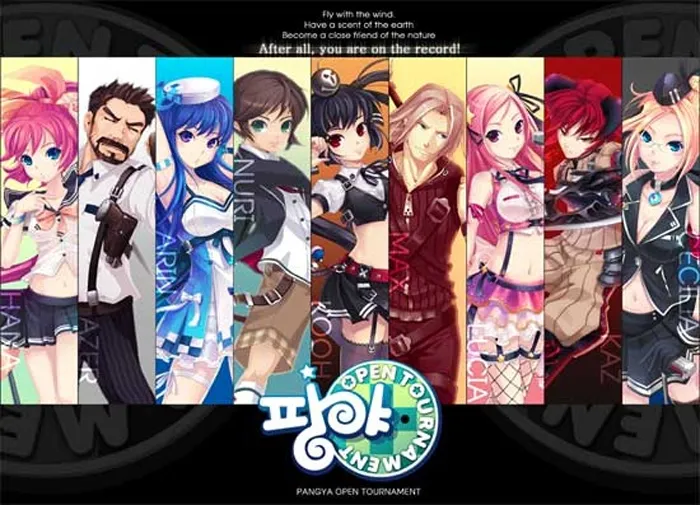 Fly with the wind.
Have a scent of the earth
Become a close friend of the nature
After all, you are on the record!
HANA
AZER
ARIN
NURI
KOOH
MAX
LUCIA
KAZ
CECILIA
팡야
OPEN TOURNAMENT
PANGYA OPEN TOURNAMENT